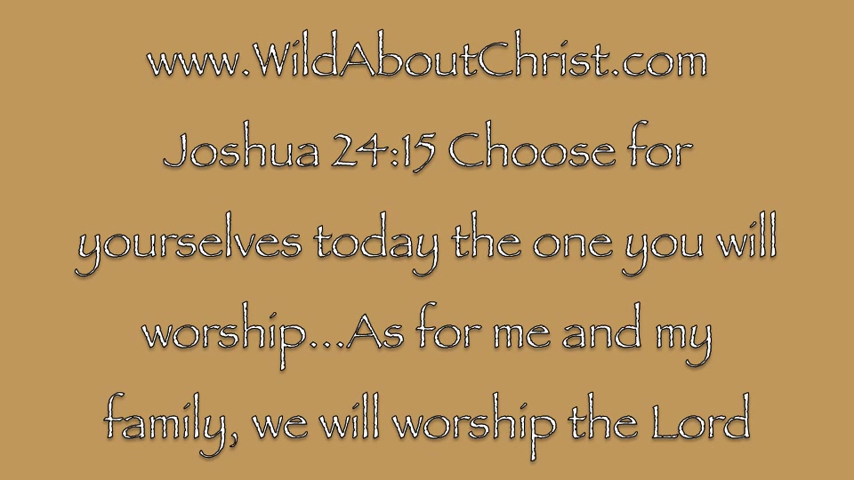 www.WildAboutChrist.com
Joshua 24:15 Choose for
yourselves today the one you will
worship...As for me and my
family, we will worship the Lord